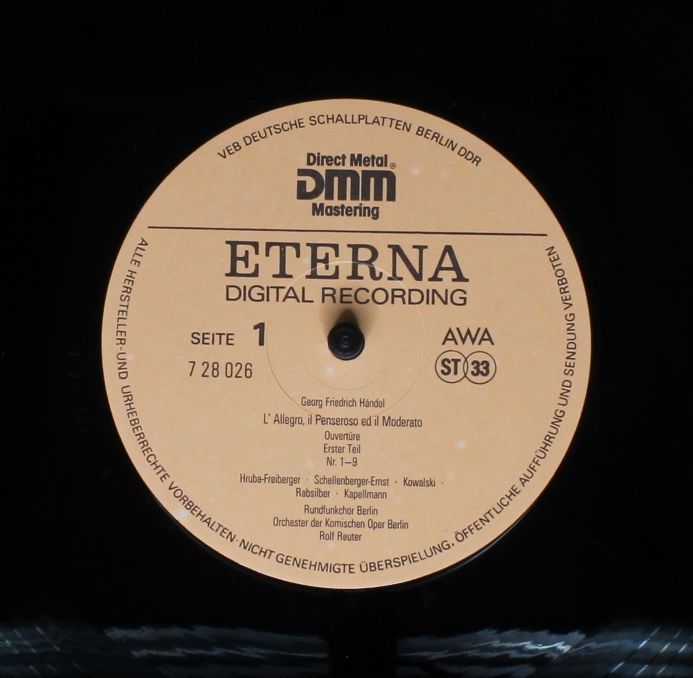 VEB DEUTSCHE SCHALLPLATTEN BERLIN DDR
Direct Metal®
DMM
Mastering
ETERNA
DIGITAL RECORDING
SEITE 1
AWA
7 28 026
ST 33
Georg Friedrich Händel
L' Allegro, il Penseroso ed il Moderato
Ouvertüre
Erster Teil
Nr. 1–9
Hruba-Freiberger · Schellenberger-Ernst · Kowalski ·
Rabsilber · Kapellmann
Rundfunkchor Berlin
Orchester der Komischen Oper Berlin
Rolf Reuter
ALLE HERSTELLER-UND URHEBERRECHTE VORBEHALTEN·NICHT GENEHMIGTE ÜBERSPIELUNG, ÖFFENTLICHE AUFFÜHRUNG UND SENDUNG VERBOTEN